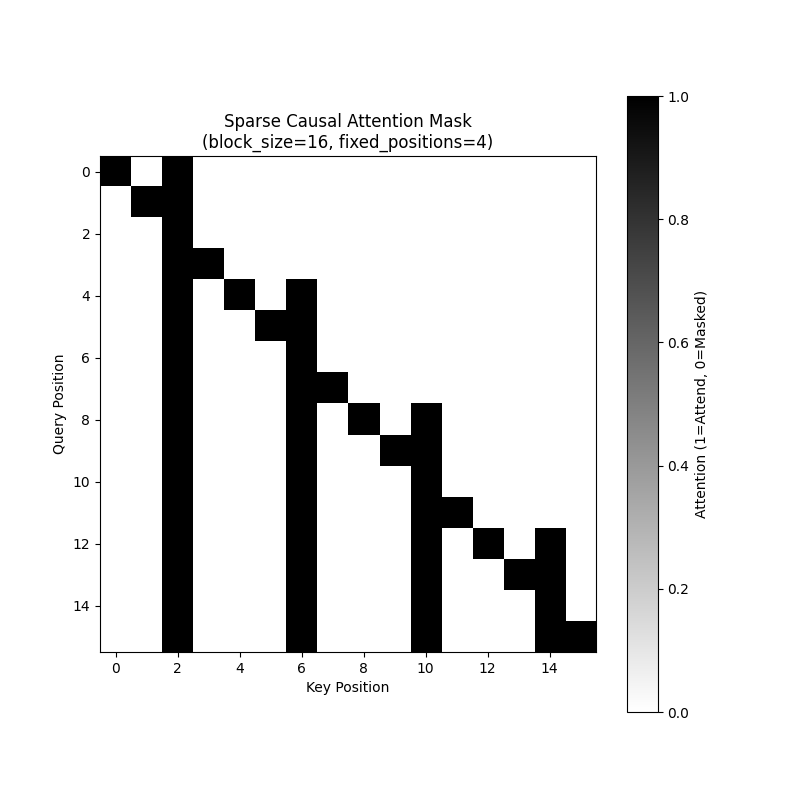 Sparse Causal Attention Mask
(block_size=16, fixed_positions=4)
1.0
0.8
0.6
0.4
0.2
0.0
Attention (1=Attend, 0=Masked)
Query Position
0
2
4
6
8
10
12
14
0 2 4 6 8 10 12 14
Key Position